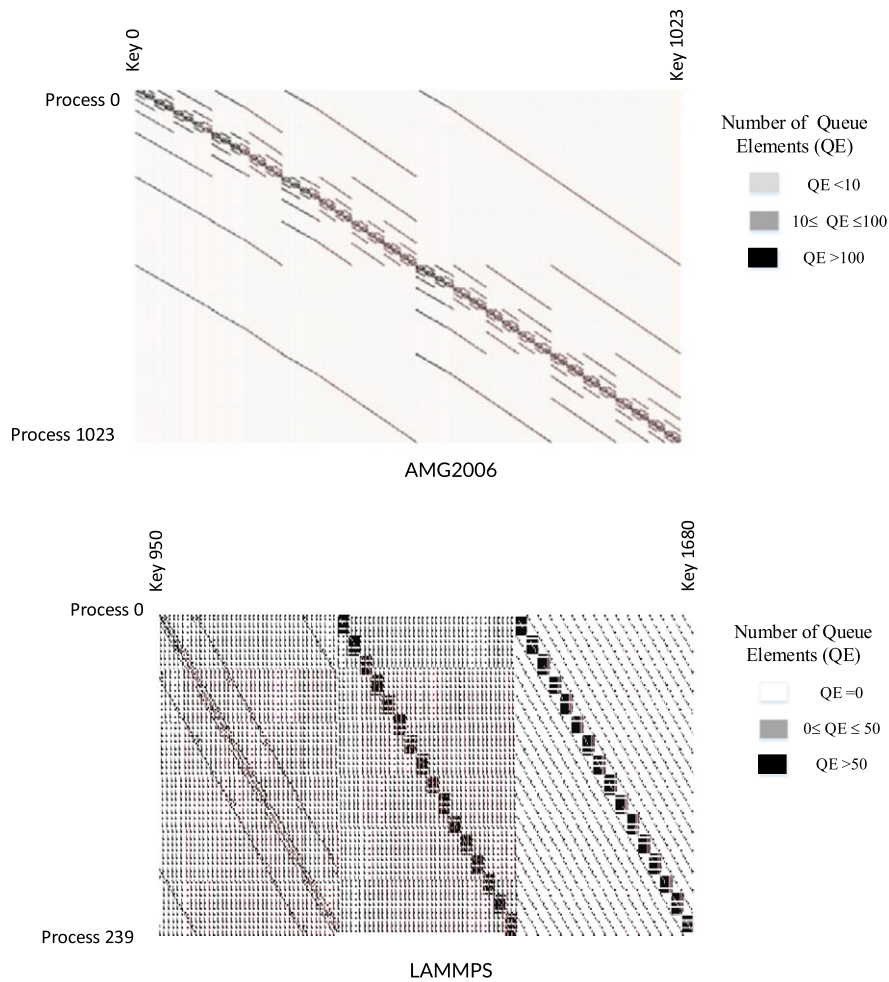 Key 0
Key 1023
Process 0
Number of Queue
Elements (QE)
QE <10
10≤ QE ≤100
QE >100
Process 1023
AMG2006
Key 950
Key 1680
Process 0
Number of Queue
Elements (QE)
QE =0
0≤ QE ≤ 50
QE >50
Process 239
LAMMPS